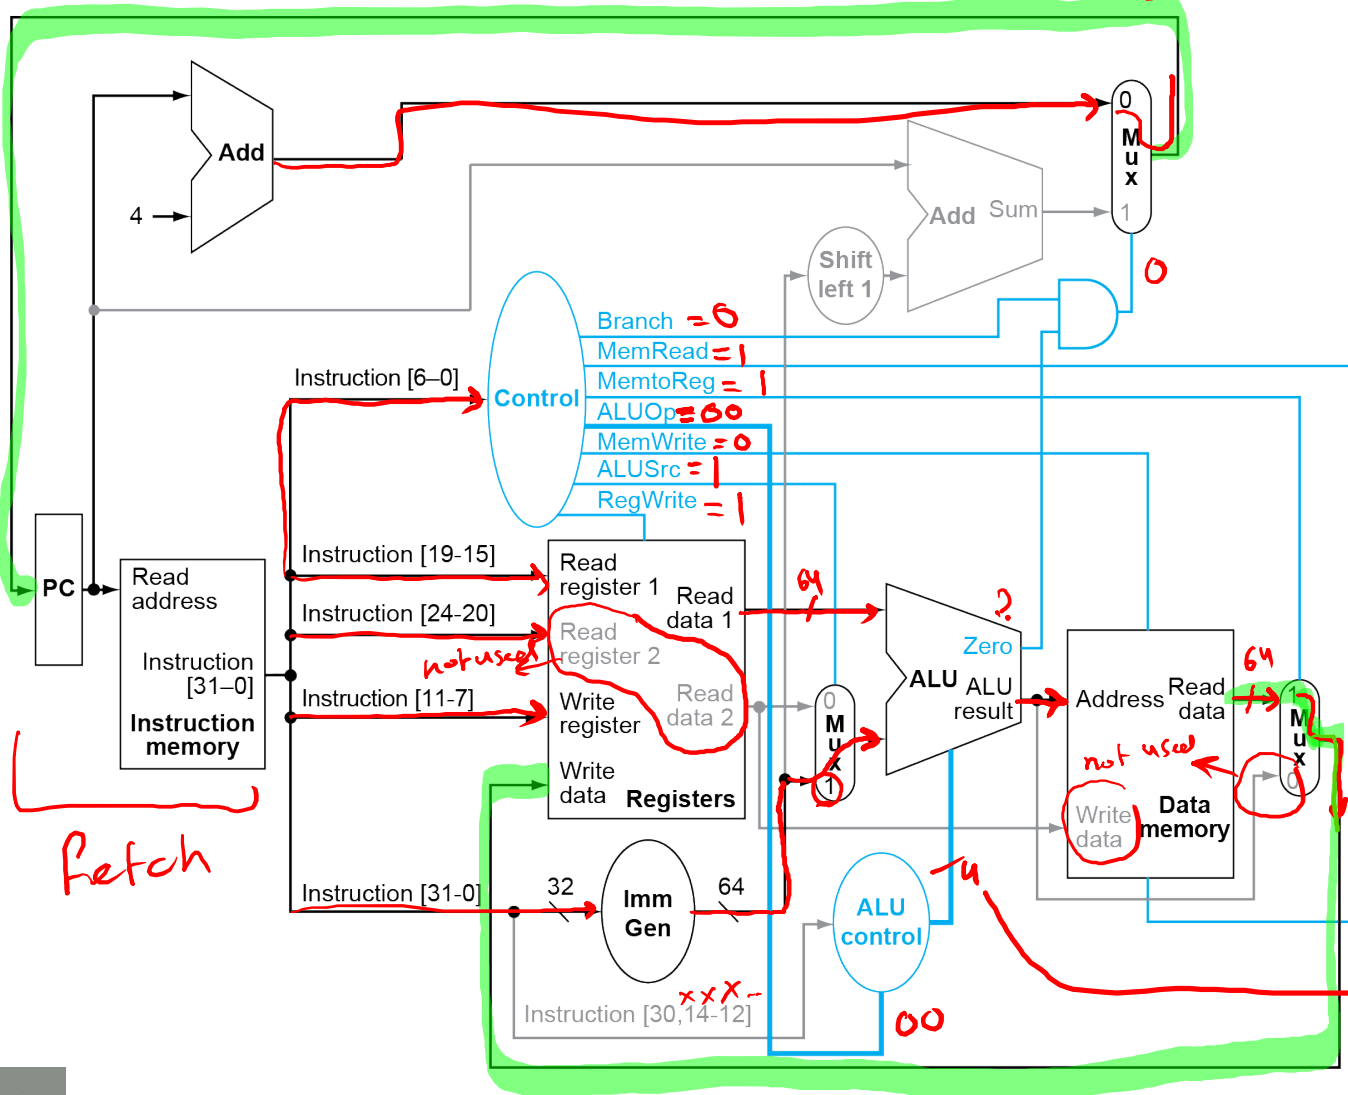 0
M
u
x
1
Add
4
Add Sum
Shift
left 1
0
Branch = 0
MemRead = 1
MemtoReg = 1
ALUOp = 00
MemWrite = 0
ALUSrc = 1
RegWrite = 1
Control
Instruction [6–0]
Instruction [19-15]
Instruction [24-20]
not used
Instruction [11-7]
Instruction [31-0]
PC
Read
address
Instruction
[31–0]
Instruction
memory
fetch
Read
register 1
Read
data 1
Read
register 2
Write
register
Read
data 2
Write
data
Registers
64
0
M
u
x
1
?
Zero
ALU
ALU
result
Address
Read
data
64
not used
Write
data
Data
memory
1
M
u
x
0
32
Imm
Gen
64
ALU
control
4
x x x -
Instruction [30,14-12]
00